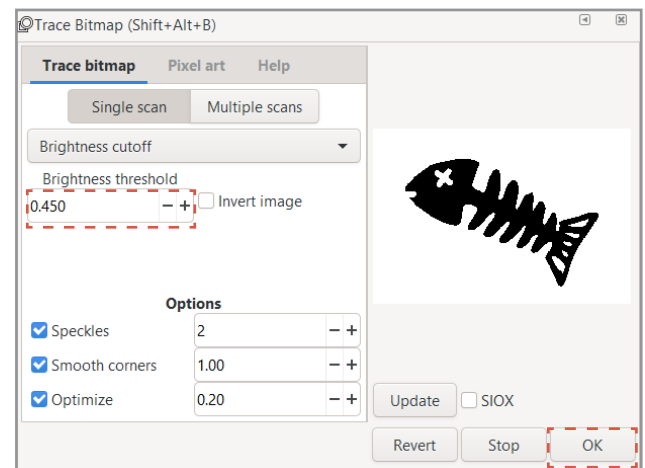 Trace Bitmap (Shift+Alt+B)
Trace bitmap Pixel art Help
Single scan Multiple scans
Brightness cutoff
Brightness threshold
0.450 − + Invert image
Options
Speckles 2 − +
Smooth corners 1.00 − +
Optimize 0.20 − +
Update SIOX
Revert Stop OK